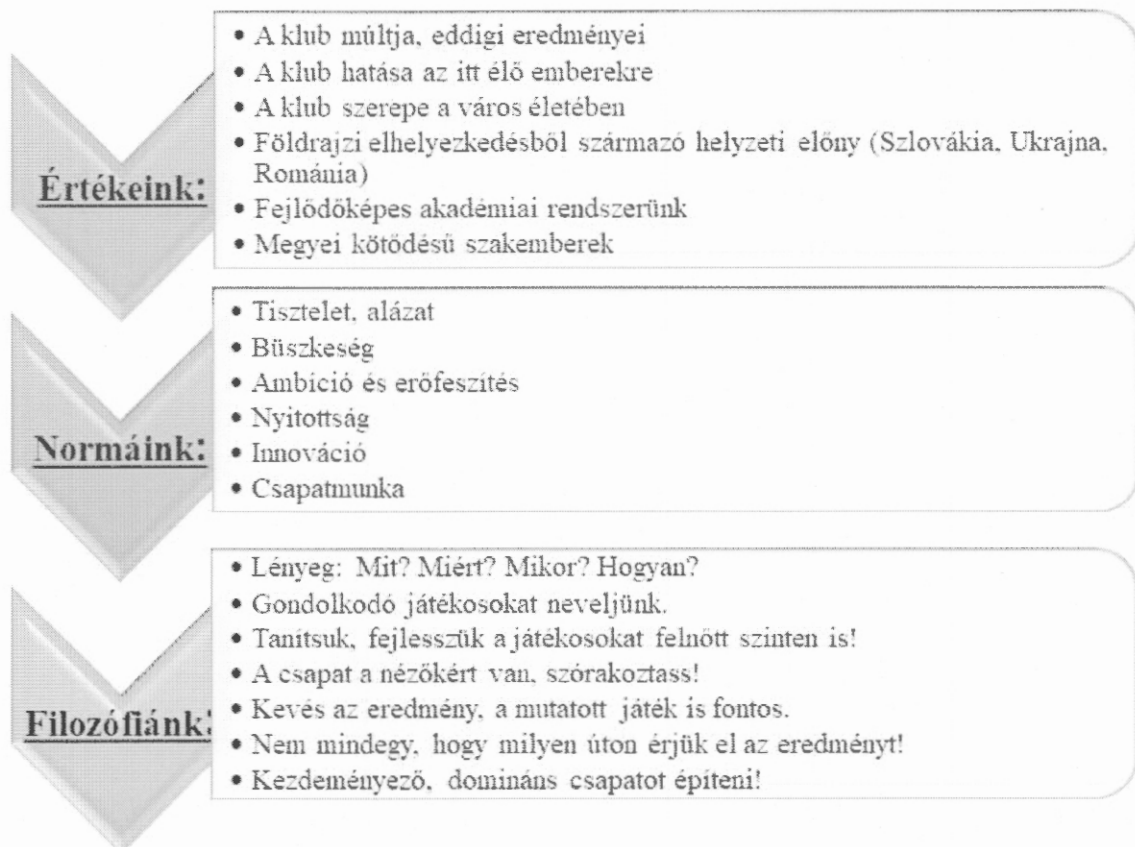 Értékeink:
• A klub múltja, eddigi eredményei
• A klub hatása az itt élő emberekre
• A klub szerepe a város életében
• Földrajzi elhelyezkedésből származó helyzeti előny (Szlovákia, Ukrajna,
Románia)
• Fejlődőképes akadémiai rendszerünk
• Megyei kötődésű szakemberek
Normáink:
• Tisztelet, alázat
• Büszkeség
• Ambíció és erőfeszítés
• Nyitottság
• Innováció
• Csapatmunka
Filozófiánk:
• Lényeg: Mit? Miért? Mikor? Hogyan?
• Gondolkodó játékosokat neveljünk.
• Tanítsuk, fejlesszük a játékosokat felnőtt szinten is!
• A csapat a nézőkért van, szórakoztass!
• Kevés az eredmény, a mutatott játék is fontos.
• Nem mindegy, hogy milyen úton érjük el az eredményt!
• Kezdeményező, domináns csapatot építeni!